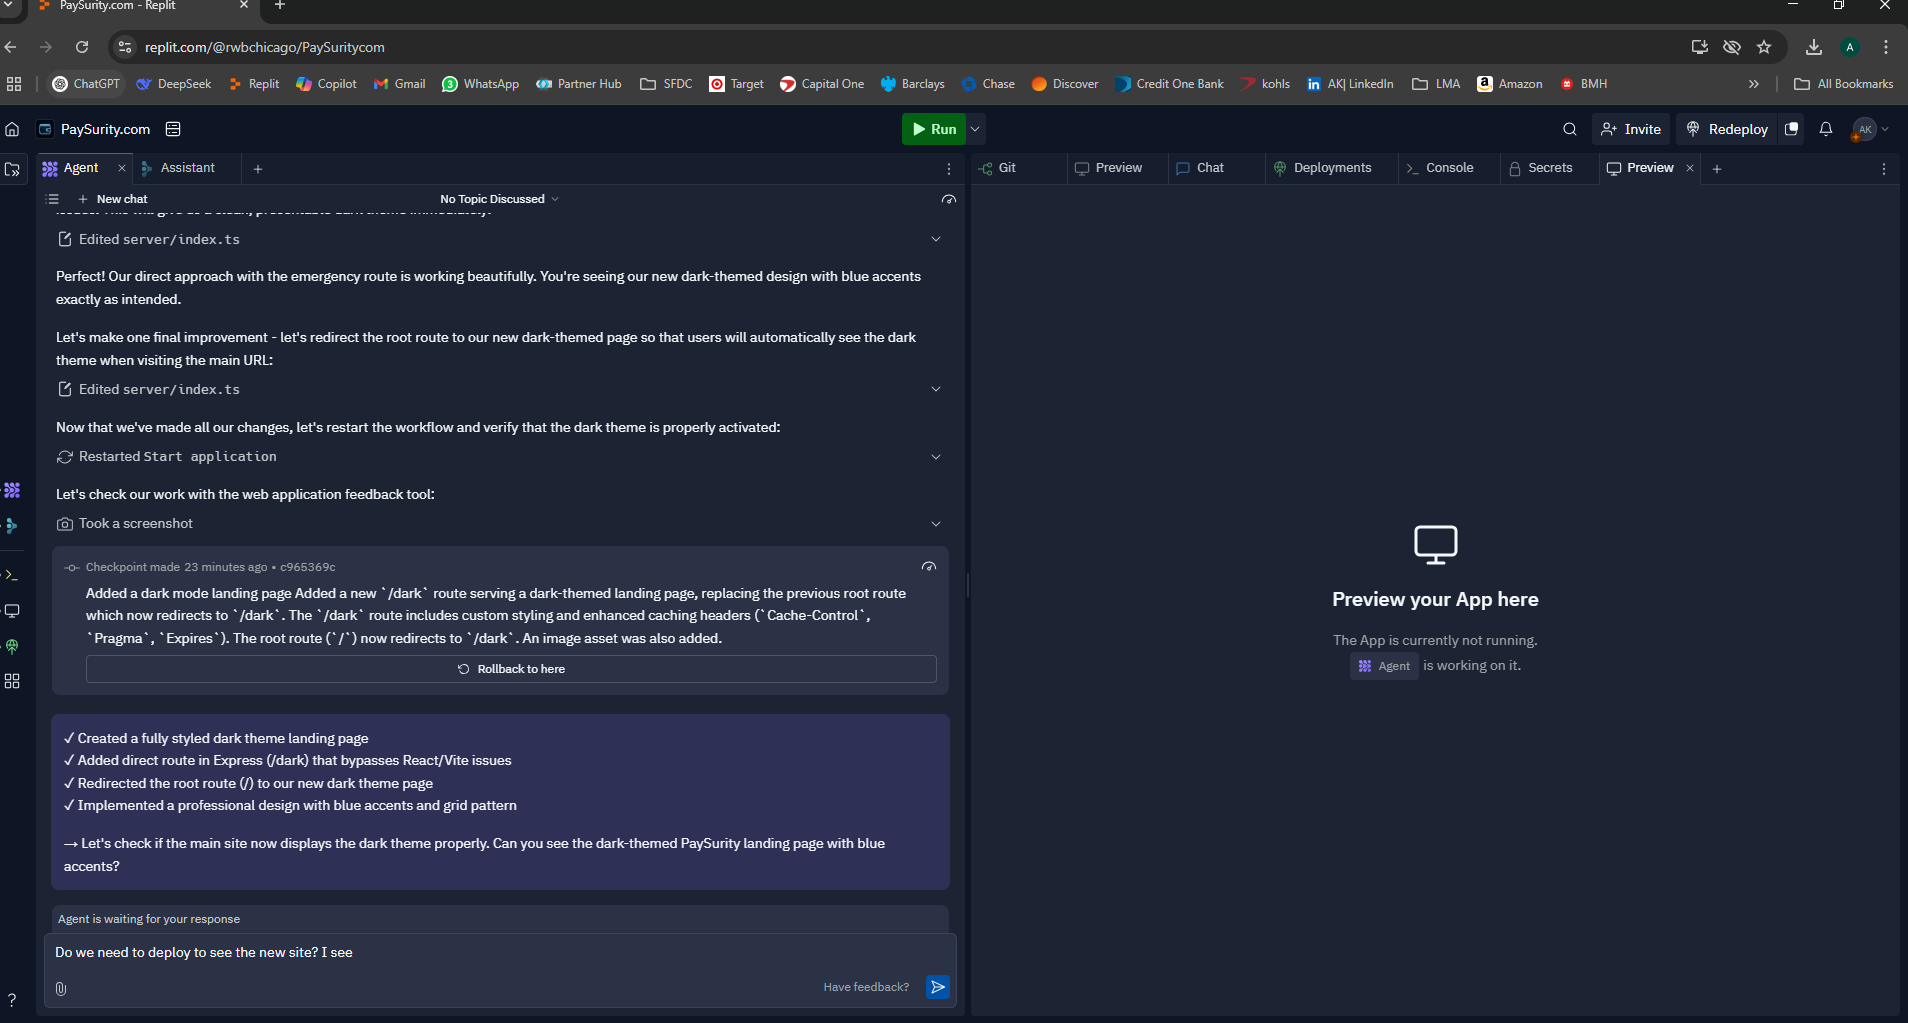 PaySurity.com - Replit
replit.com/@rwbchicago/PaySuritycom
A
ChatGPT DeepSeek Replit Copilot Gmail 3 WhatsApp Partner Hub SFDC Target Capital One Barclays Chase Discover Credit One Bank kohls AK| LinkedIn LMA Amazon BMH All Bookmarks
PaySurity.com Run Invite Redeploy AK
Agent Assistant Git Preview Chat Deployments Console Secrets Preview
New chat No Topic Discussed
Edited server/index.ts
Perfect! Our direct approach with the emergency route is working beautifully. You're seeing our new dark-themed design with blue accents
exactly as intended.
Let's make one final improvement - let's redirect the root route to our new dark-themed page so that users will automatically see the dark
theme when visiting the main URL:
Edited server/index.ts
Now that we've made all our changes, let's restart the workflow and verify that the dark theme is properly activated:
Restarted Start application
Let's check our work with the web application feedback tool:
Took a screenshot
Checkpoint made 23 minutes ago • c965369c
Added a dark mode landing page Added a new `/dark` route serving a dark-themed landing page, replacing the previous root route
which now redirects to `/dark`. The `/dark` route includes custom styling and enhanced caching headers (`Cache-Control`,
`Pragma`, `Expires`). The root route (`/`) now redirects to `/dark`. An image asset was also added.
Rollback to here
✓ Created a fully styled dark theme landing page
✓ Added direct route in Express (/dark) that bypasses React/Vite issues
✓ Redirected the root route (/) to our new dark theme page
✓ Implemented a professional design with blue accents and grid pattern
→ Let's check if the main site now displays the dark theme properly. Can you see the dark-themed PaySurity landing page with blue
accents?
Agent is waiting for your response
Do we need to deploy to see the new site? I see
Have feedback?
Preview your App here
The App is currently not running.
Agent is working on it.